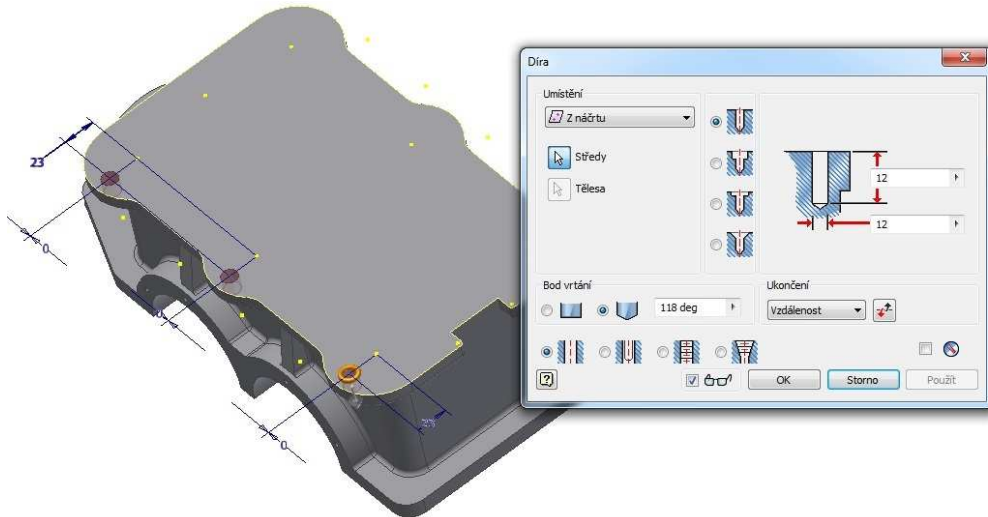 Díra
Umístění
Z náčrtu
Středy
Tělesa
12
12
Bod vrtání
118 deg
Ukončení
Vzdálenost
OK
Storno
Použít
23
0
0
0
23